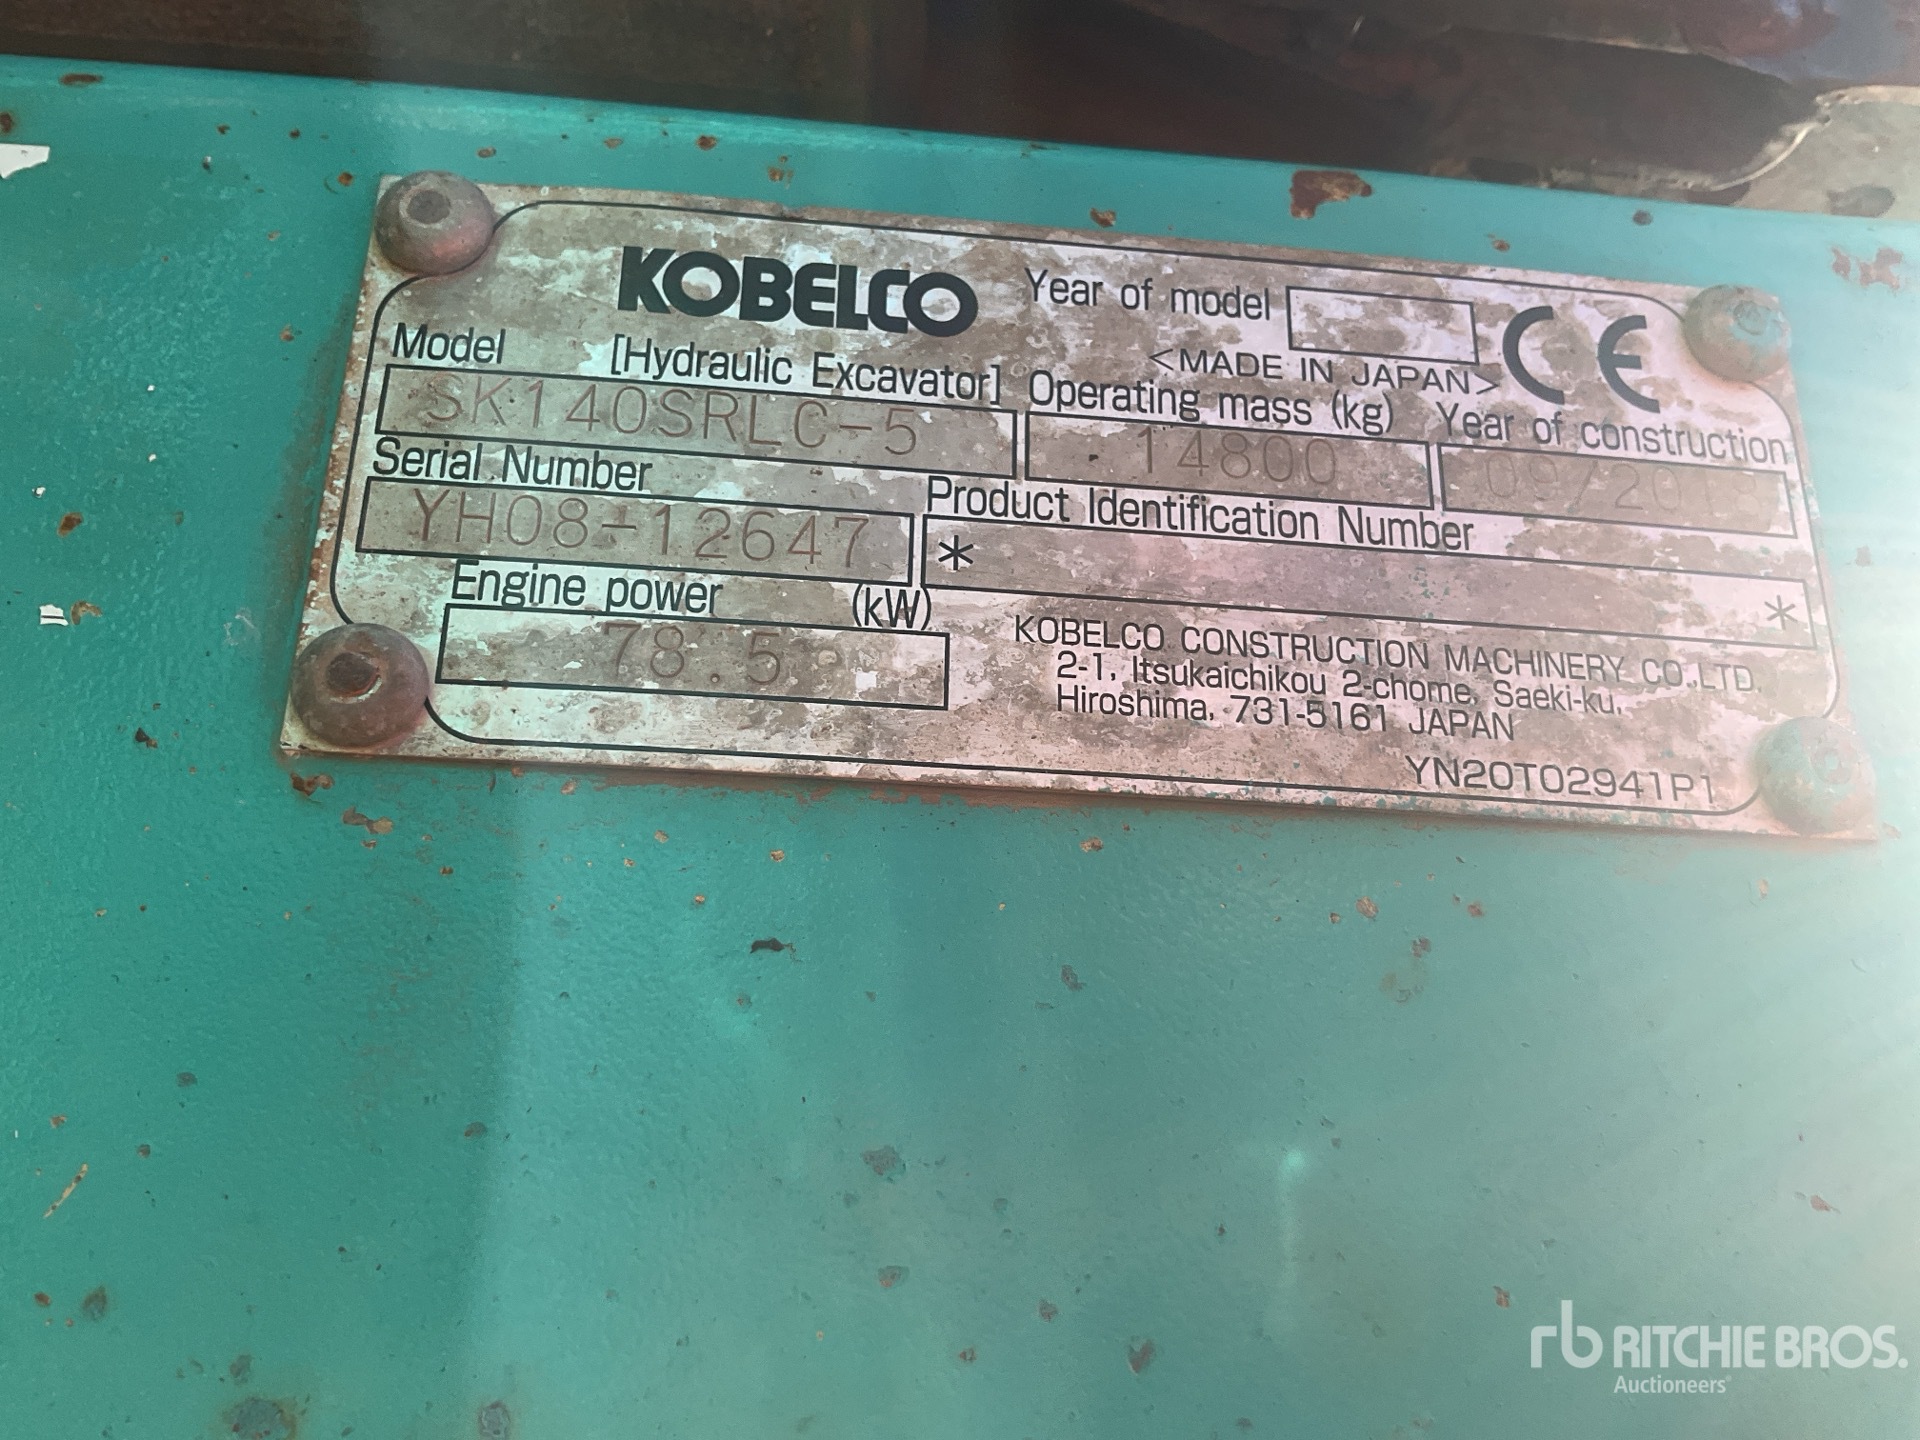 KOBELCO Year of model
<MADE IN JAPAN> CE
Model [Hydraulic Excavator] Operating mass (kg) Year of construction
SK140SRLC-5 14800
Serial Number Product Identification Number
YH08-12647 * *
Engine power (kW)
78.5
KOBELCO CONSTRUCTION MACHINERY CO.,LTD.
2-1, Itsukaichikou 2-chome, Saeki-ku,
Hiroshima, 731-5161 JAPAN
YN20T02941P1
rb RITCHIE BROS.
Auctioneers